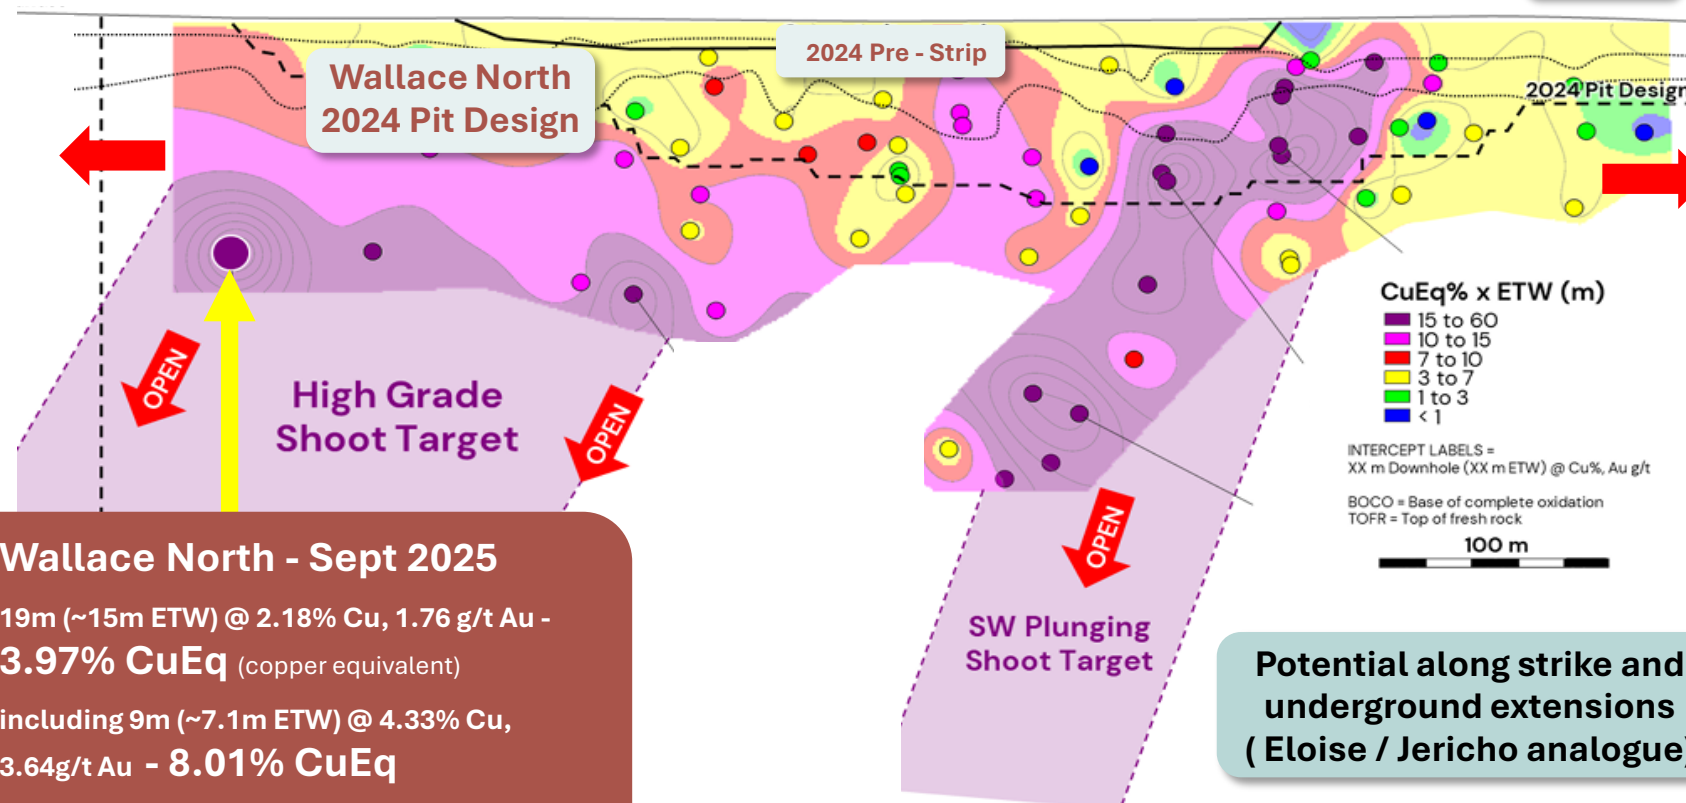 2024 Pre - Strip
Wallace North
2024 Pit Design
2024 Pit Design
CuEq% x ETW (m)
15 to 60
10 to 15
7 to 10
3 to 7
1 to 3
< 1
INTERCEPT LABELS =
XX m Downhole (XX m ETW) @ Cu%, Au g/t
BOCO = Base of complete oxidation
TOFR = Top of fresh rock
100 m
OPEN
High Grade
Shoot Target
OPEN
OPEN
SW Plunging
Shoot Target
Wallace North - Sept 2025
19m (~15m ETW) @ 2.18% Cu, 1.76 g/t Au -
3.97% CuEq (copper equivalent)
including 9m (~7.1m ETW) @ 4.33% Cu,
3.64g/t Au - 8.01% CuEq
Potential along strike and
underground extensions
( Eloise / Jericho analogue)